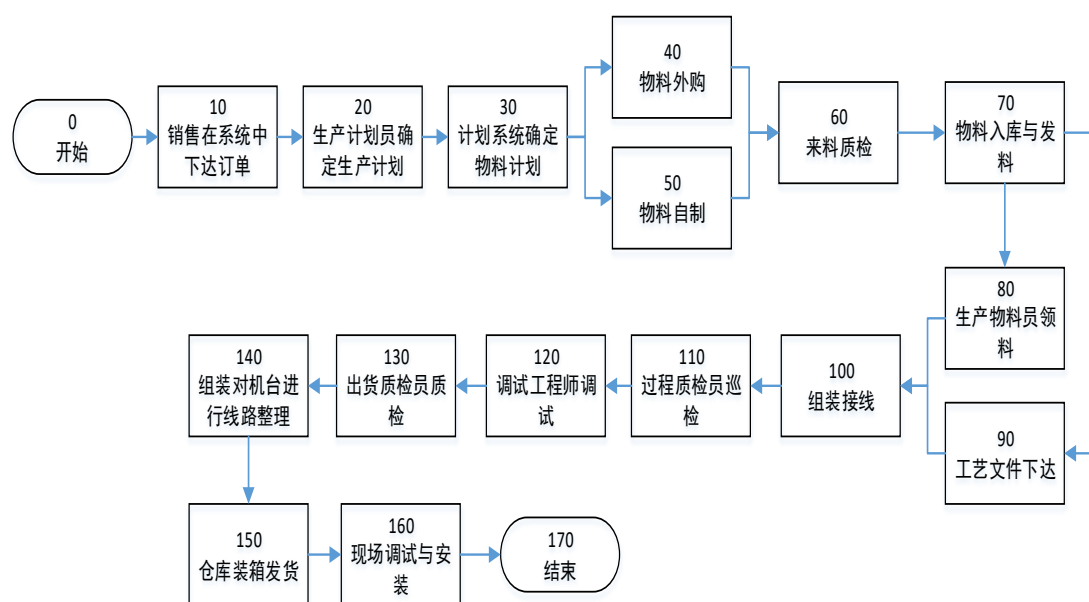 0
开始
10
销售在系统中
下达订单
20
生产计划员确
定生产计划
30
计划系统确定
物料计划
40
物料外购
50
物料自制
60
来料质检
70
物料入库与发
料
80
生产物料员领
料
90
工艺文件下达
100
组装接线
110
过程质检员巡
检
120
调试工程师调
试
130
出货质检员质
检
140
组装对机台进
行线路整理
150
仓库装箱发货
160
现场调试与安
装
170
结束